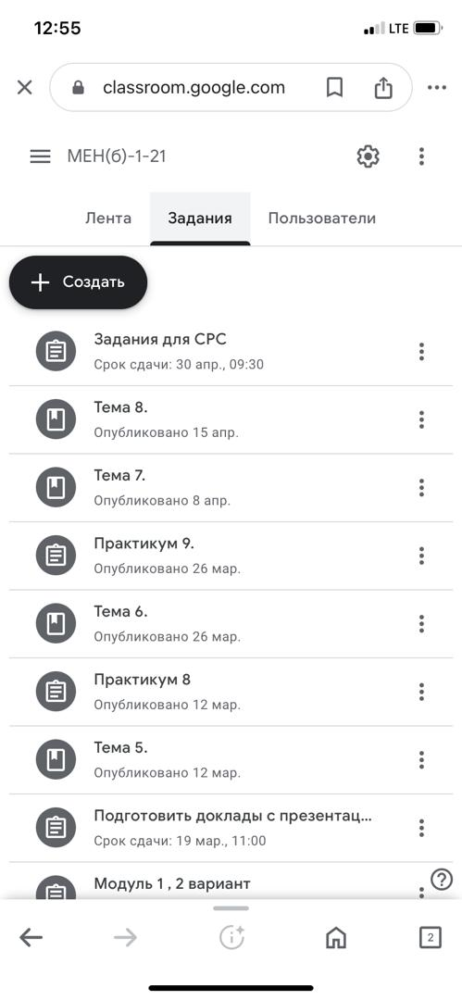 12:55
LTE
classroom.google.com
МЕН(б)-1-21
Лента
Задания
Пользователи
Создать
Задания для СРС
Срок сдачи: 30 апр., 09:30
Тема 8.
Опубликовано 15 апр.
Тема 7.
Опубликовано 8 апр.
Практикум 9.
Опубликовано 26 мар.
Тема 6.
Опубликовано 26 мар.
Практикум 8
Опубликовано 12 мар.
Тема 5.
Опубликовано 12 мар.
Подготовить доклады с презентац...
Срок сдачи: 19 мар., 11:00
Модуль 1 , 2 вариант
2